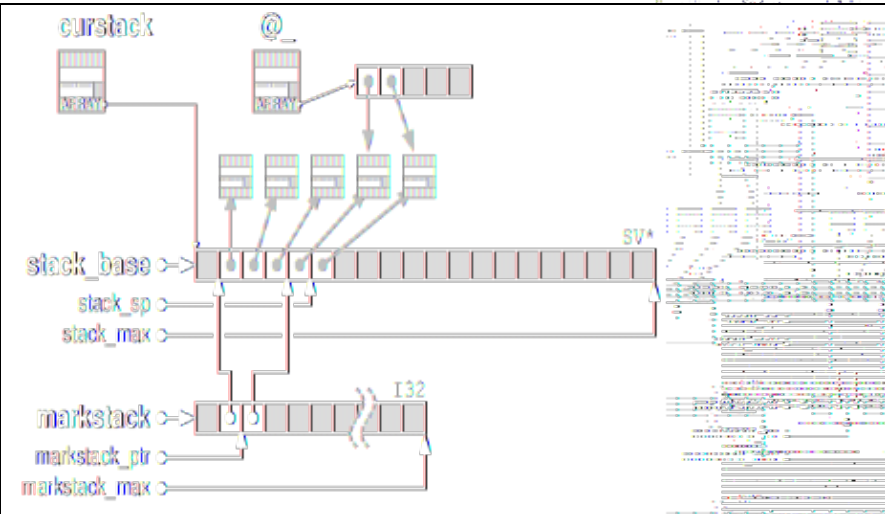 curstack @_
ARRAY ARRAY
SV*
stack_base
stack_sp
stack_max
I32
markstack
markstack_ptr
markstack_max